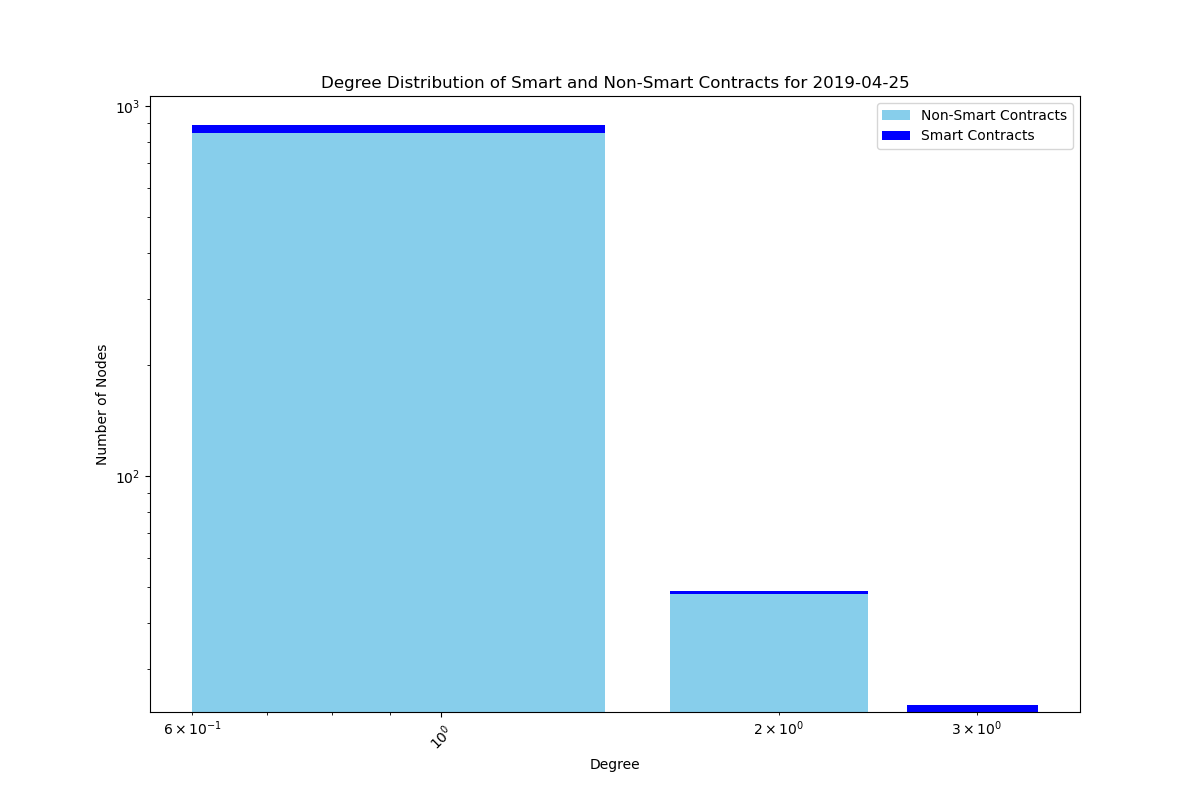 Degree Distribution of Smart and Non-Smart Contracts for 2019-04-25
10³
Non-Smart Contracts
Smart Contracts
Number of Nodes
10²
6 × 10⁻¹
10⁰
2 × 10⁰
3 × 10⁰
Degree